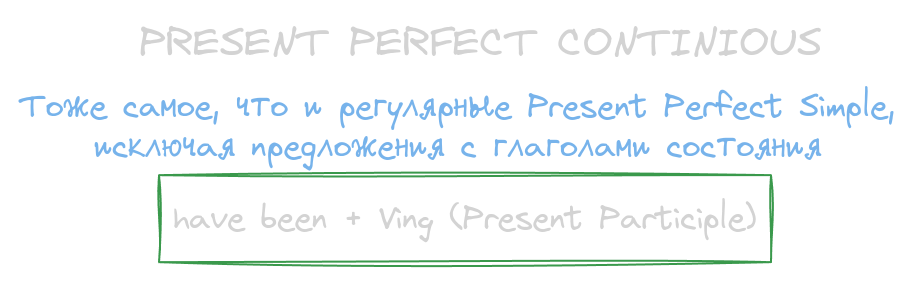 PRESENT PERFECT CONTINIOUS
Тоже самое, что и регулярные Present Perfect Simple,
исключая предложения с глаголами состояния
have been + Ving (Present Participle)